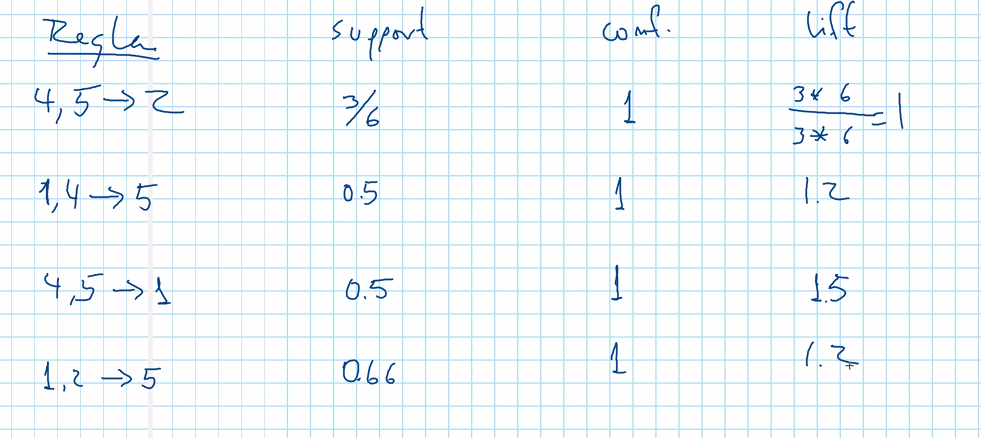 Regla support conf. lift
4,5 → 2 3/6 1 3 * 6 / 3 * 6 = 1
1,4 → 5 0.5 1 1.2
4,5 → 1 0.5 1 1.5
1,2 → 5 0.66 1 1.2